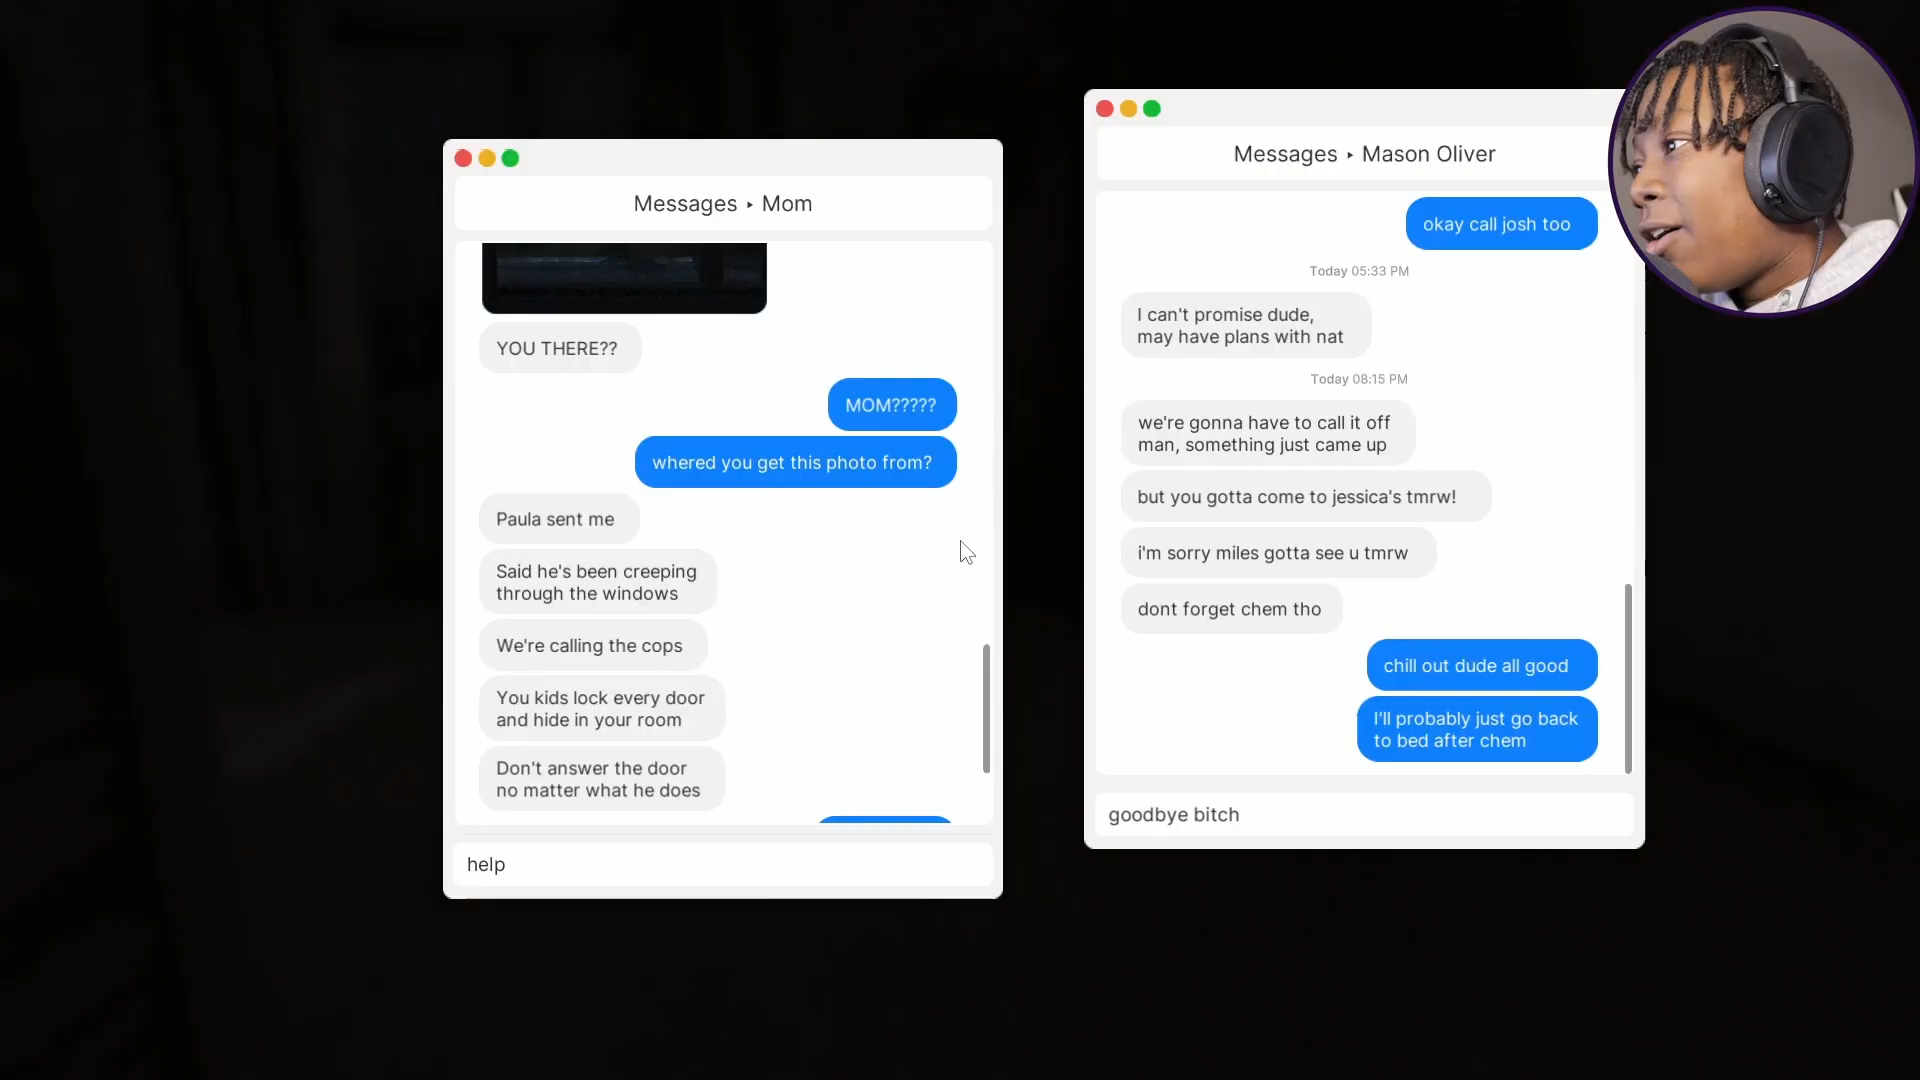 Messages ▸ Mom
YOU THERE??
MOM?????
whered you get this photo from?
Paula sent me
Said he's been creeping
through the windows
We're calling the cops
You kids lock every door
and hide in your room
Don't answer the door
no matter what he does
help
Messages ▸ Mason Oliver
okay call josh too
Today 05:33 PM
I can't promise dude,
may have plans with nat
Today 08:15 PM
we're gonna have to call it off
man, something just came up
but you gotta come to jessica's tmrw!
i'm sorry miles gotta see u tmrw
dont forget chem tho
chill out dude all good
I'll probably just go back
to bed after chem
goodbye bitch